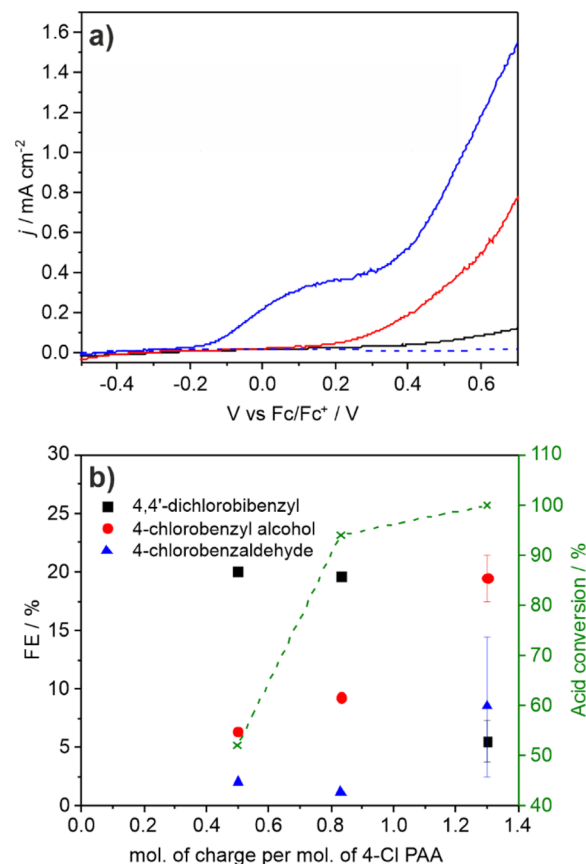 a)
1.6
1.4
1.2
1.0
0.8
0.6
0.4
0.2
0.0
j / mA cm⁻²
-0.4 -0.2 0.0 0.2 0.4 0.6
V vs Fc/Fc⁺ / V
b)
4,4'-dichlorobibenzyl
4-chlorobenzyl alcohol
4-chlorobenzaldehyde
30
25
20
15
10
5
0
FE / %
110
100
90
80
70
60
50
40
Acid conversion / %
0.0 0.2 0.4 0.6 0.8 1.0 1.2 1.4
mol. of charge per mol. of 4-Cl PAA